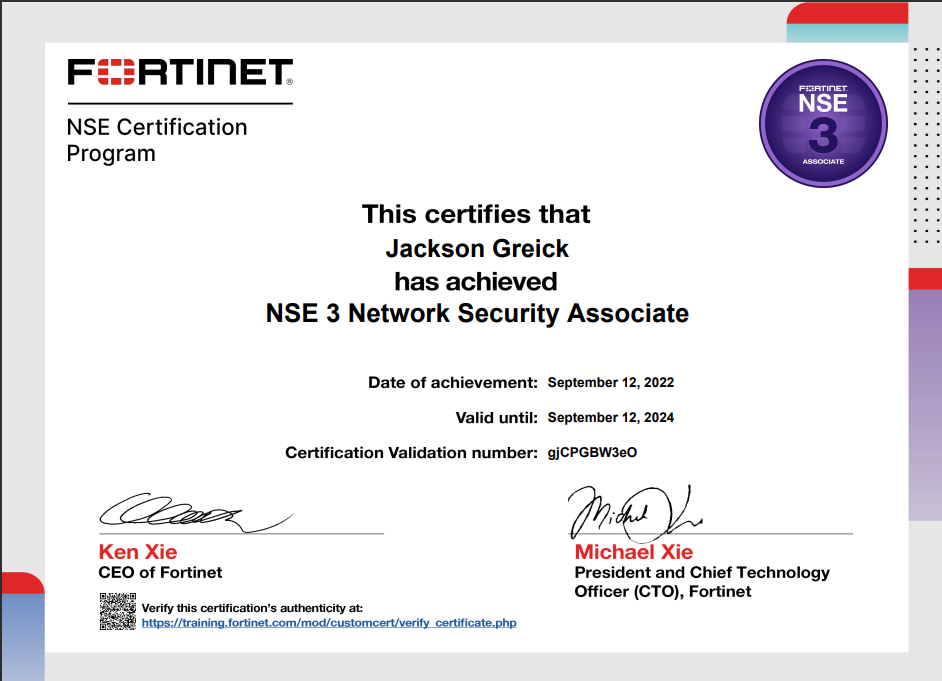 FORTINET®
NSE Certification
Program
FORTINET
NSE
3
ASSOCIATE
This certifies that
Jackson Greick
has achieved
NSE 3 Network Security Associate
Date of achievement: September 12, 2022
Valid until: September 12, 2024
Certification Validation number: gjCPGBW3eO
Ken Xie
CEO of Fortinet
Michael Xie
President and Chief Technology
Officer (CTO), Fortinet
Verify this certification's authenticity at:
https://training.fortinet.com/mod/customcert/verify_certificate.php